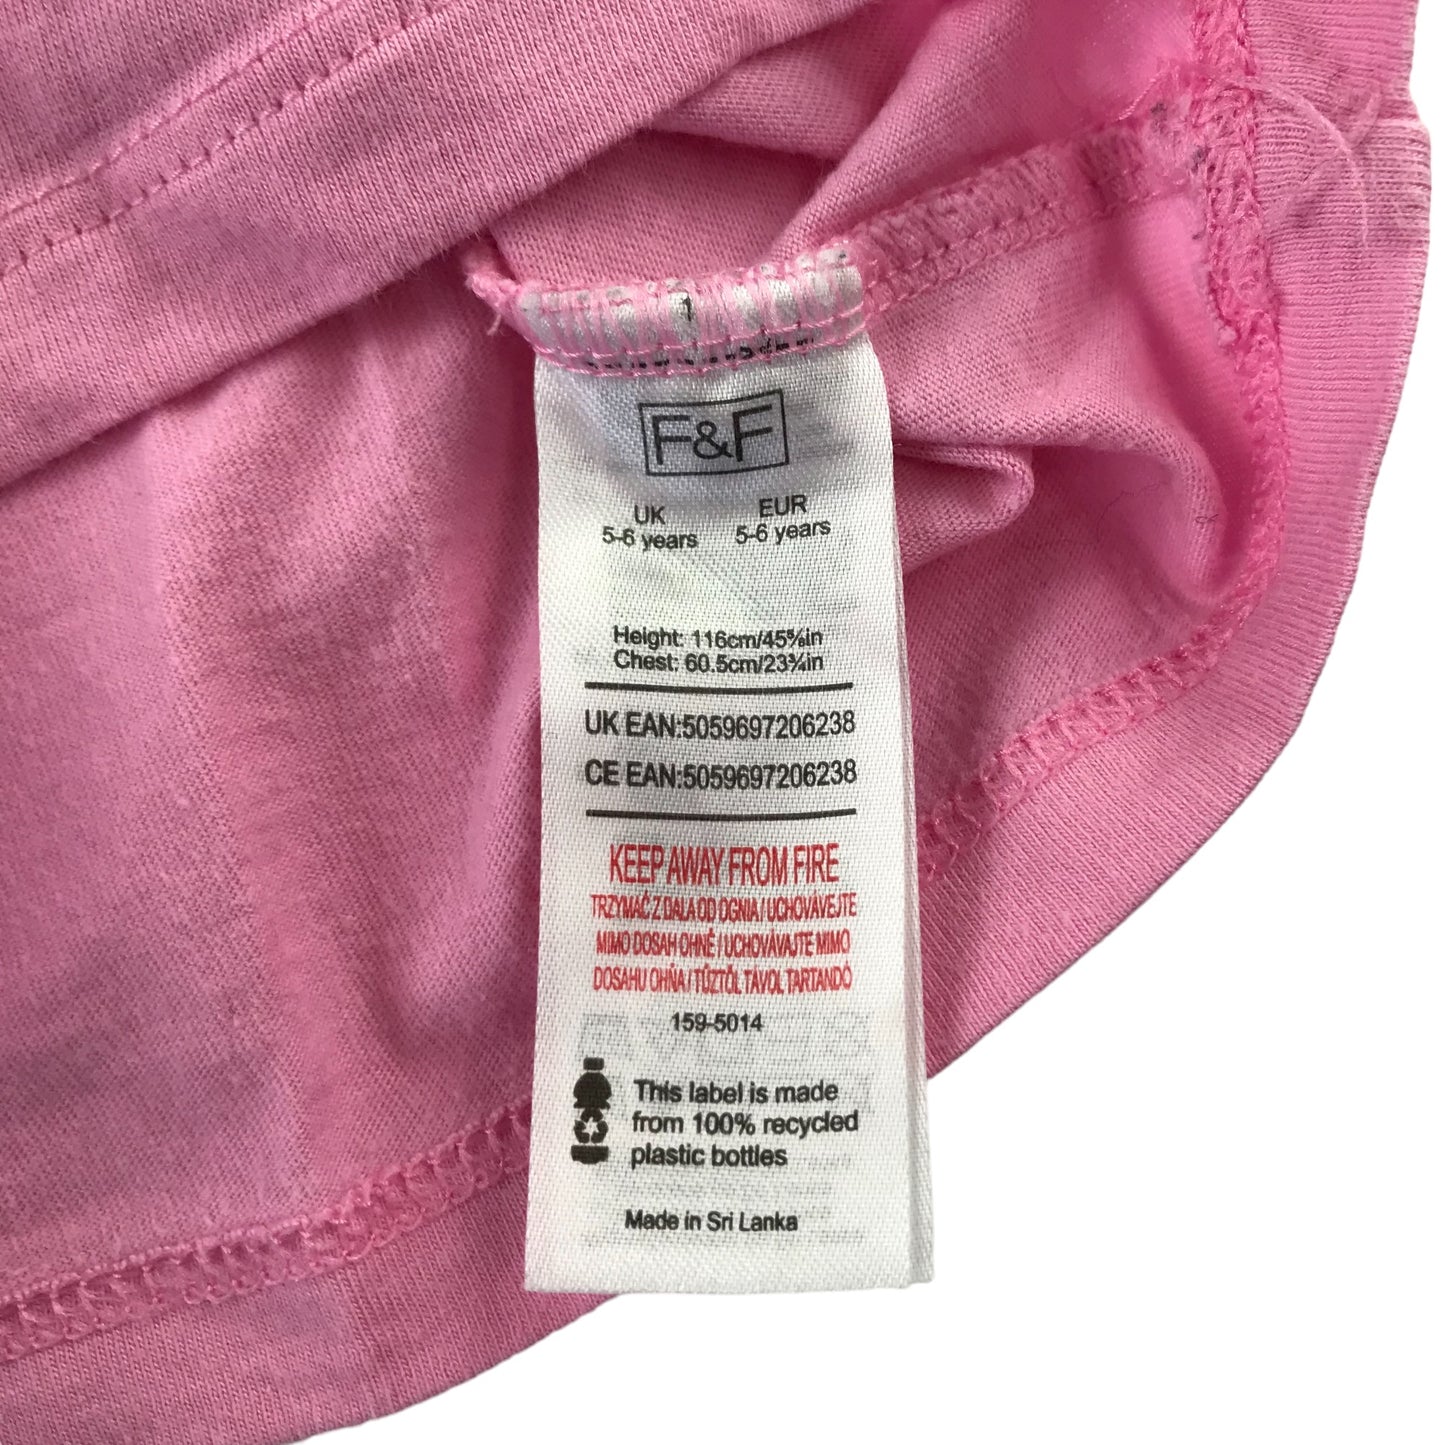 F&F
UK EUR
5-6 years 5-6 years
Height: 116cm/45⅝in
Chest: 60.5cm/23¾in
UK EAN:5059697206238
CE EAN:5059697206238
KEEP AWAY FROM FIRE
TRZYMAĆ Z DALA OD OGNIA / UCHOVÁVEJTE
MIMO DOSAH OHNĚ / UCHOVÁVAJTE MIMO
DOSAHU OHŇA / TŰZTŐL TÁVOL TARTANDÓ
159-5014
This label is made
from 100% recycled
plastic bottles
Made in Sri Lanka